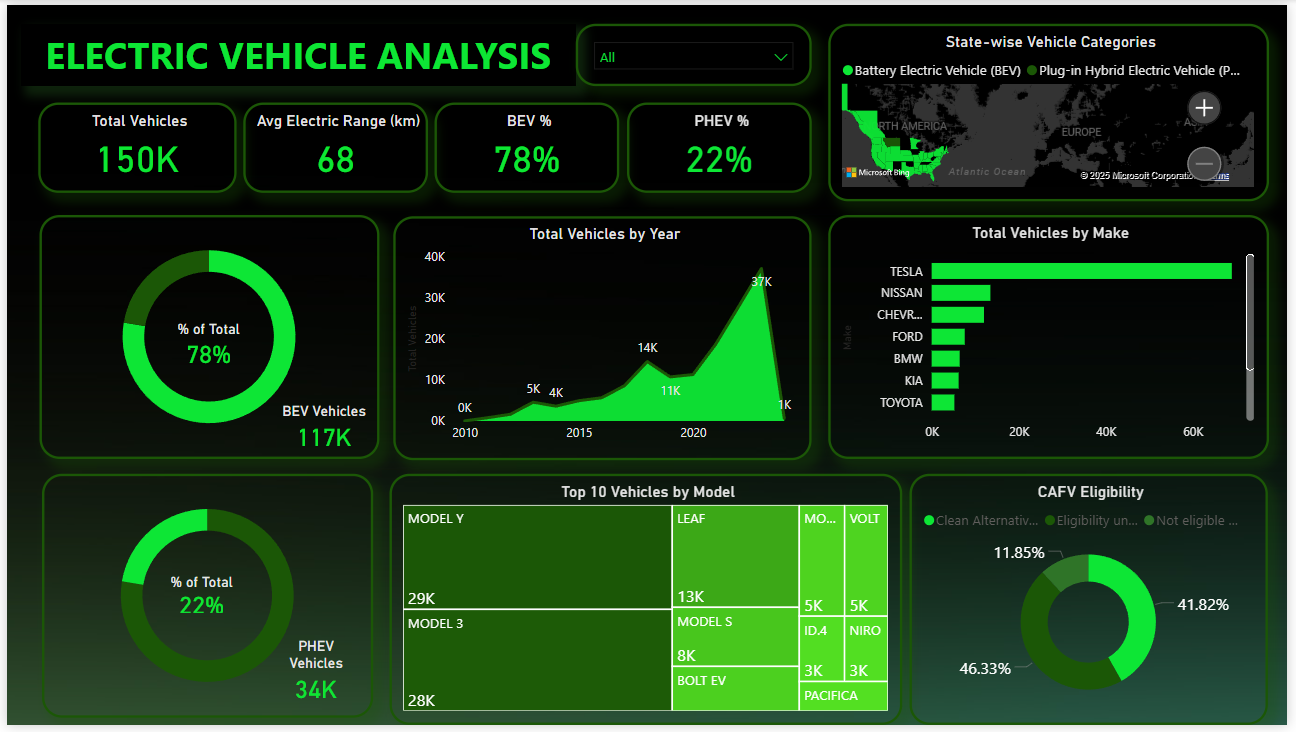 ELECTRIC VEHICLE ANALYSIS
All
State-wise Vehicle Categories
Battery Electric Vehicle (BEV) Plug-in Hybrid Electric Vehicle (P...
RTH AMERICA
EUROPE
AS
Atlantic Ocean
Microsoft Bing
© 2025 Microsoft Corporatio
Total Vehicles
150K
Avg Electric Range (km)
68
BEV %
78%
PHEV %
22%
% of Total
78%
BEV Vehicles
117K
Total Vehicles by Year
Total Vehicles
40K
30K
20K
10K
0K
0K
5K
4K
14K
11K
37K
1K
2010 2015 2020
Total Vehicles by Make
Make
TESLA
NISSAN
CHEVR...
FORD
BMW
KIA
TOYOTA
0K 20K 40K 60K
% of Total
22%
PHEV
Vehicles
34K
Top 10 Vehicles by Model
MODEL Y
29K
MODEL 3
28K
LEAF
13K
MODEL S
8K
BOLT EV
MO...
5K
VOLT
5K
ID.4
3K
NIRO
3K
PACIFICA
CAFV Eligibility
Clean Alternativ... Eligibility un... Not eligible ...
11.85%
41.82%
46.33%